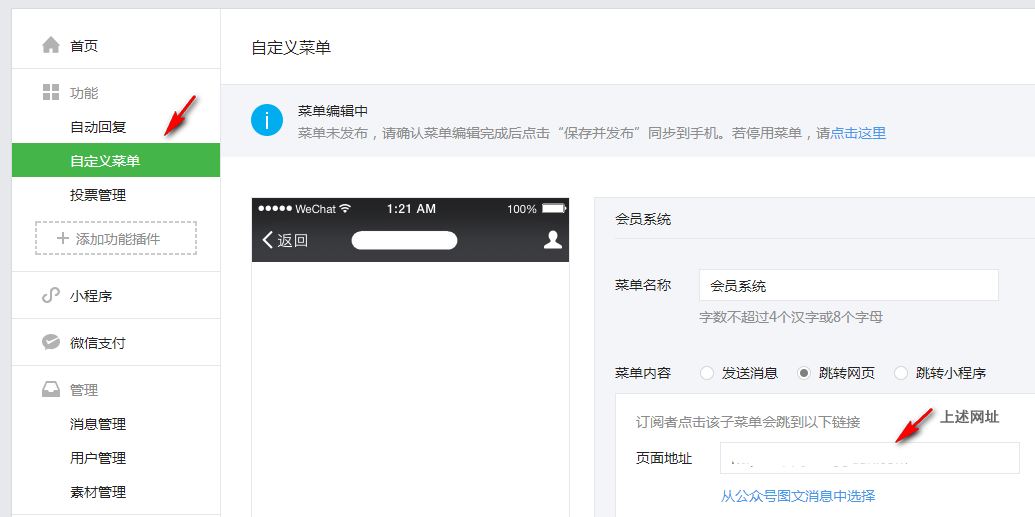 首页
功能
自动回复
自定义菜单
投票管理
添加功能插件
小程序
微信支付
管理
消息管理
用户管理
素材管理
自定义菜单
菜单编辑中
菜单未发布，请确认菜单编辑完成后点击“保存并发布”同步到手机。若停用菜单，请点击这里
WeChat 1:21 AM 100%
返回
会员系统
菜单名称 会员系统
字数不超过4个汉字或8个字母
菜单内容 发送消息 跳转网页 跳转小程序
订阅者点击该子菜单会跳到以下链接
上述网址
页面地址
从公众号图文消息中选择